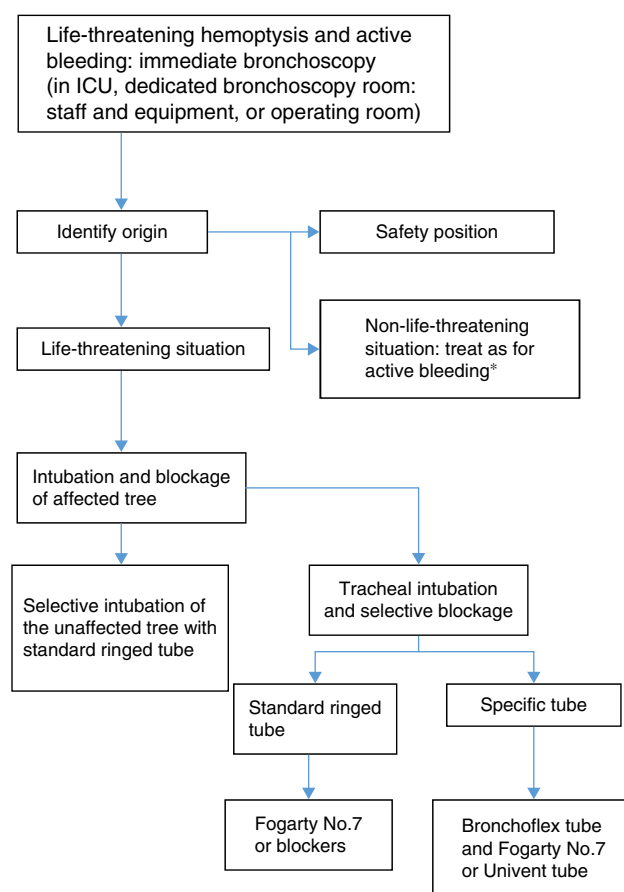 Life-threatening hemoptysis and active
bleeding: immediate bronchoscopy
(in ICU, dedicated bronchoscopy room:
staff and equipment, or operating room)
Identify origin
Safety position
Non-life-threatening
situation: treat as for
active bleeding*
Life-threatening situation
Intubation and blockage
of affected tree
Selective intubation of
the unaffected tree with
standard ringed tube
Tracheal intubation
and selective blockage
Standard ringed
tube
Specific tube
Fogarty No.7
or blockers
Bronchoflex tube
and Fogarty No.7
or Univent tube